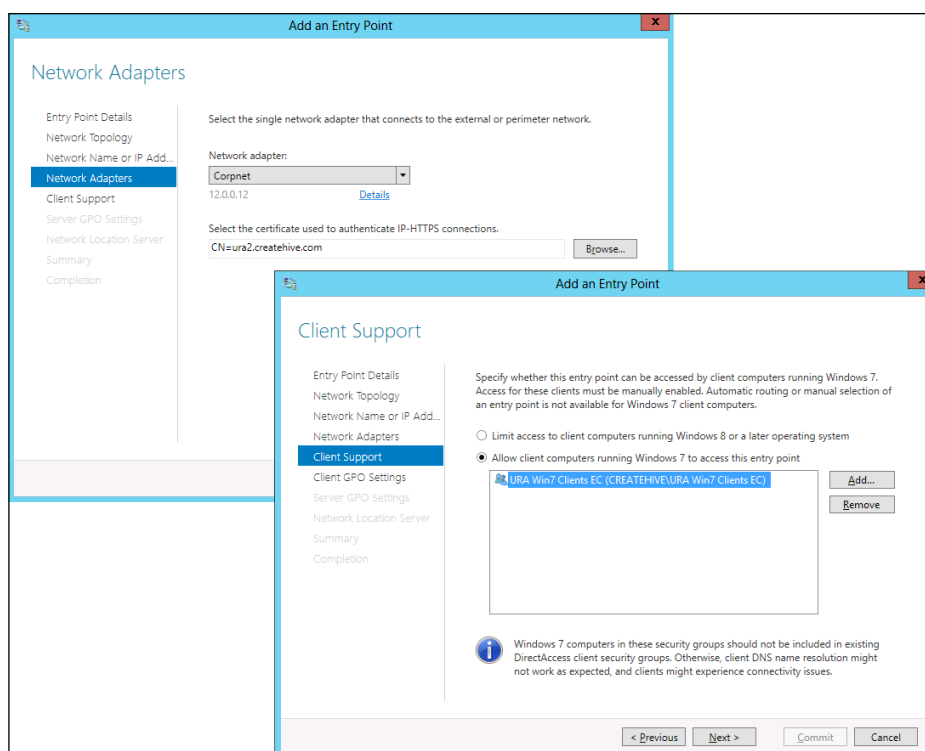 Add an Entry Point
x
Network Adapters
Entry Point Details
Network Topology
Network Name or IP Add...
Network Adapters
Client Support
Server GPO Settings
Network Location Server
Summary
Completion
Select the single network adapter that connects to the external or perimeter network.
Network adapter:
Corpnet
12.0.0.12
Details
Select the certificate used to authenticate IP-HTTPS connections.
CN=ura2.createhive.com
Browse...
Add an Entry Point
x
Client Support
Entry Point Details
Network Topology
Network Name or IP Add...
Network Adapters
Client Support
Client GPO Settings
Server GPO Settings
Network Location Server
Summary
Completion
Specify whether this entry point can be accessed by client computers running Windows 7.
Access for these clients must be manually enabled. Automatic routing or manual selection of
an entry point is not available for Windows 7 client computers.
Limit access to client computers running Windows 8 or a later operating system
Allow client computers running Windows 7 to access this entry point
URA Win7 Clients EC (CREATEHIVE\URA Win7 Clients EC)
Add...
Remove
Windows 7 computers in these security groups should not be included in existing
DirectAccess client security groups. Otherwise, client DNS name resolution might
not work as expected, and clients might experience connectivity issues.
< Previous
Next >
Commit
Cancel